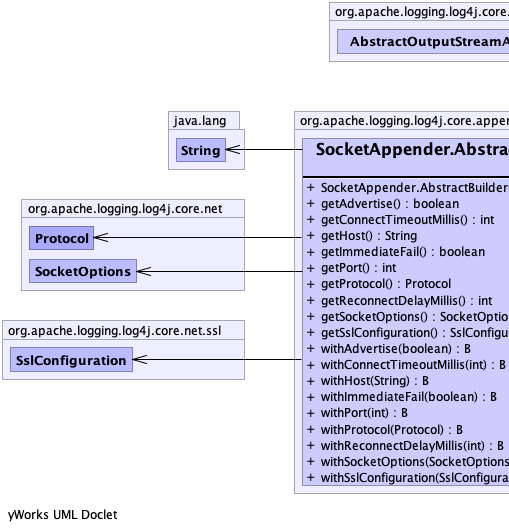 org.apache.logging.log4j.core.
AbstractOutputStreamA
java.lang
String
org.apache.logging.log4j.core.appen
SocketAppender.Abstrac
+ SocketAppender.AbstractBuilder
+ getAdvertise() : boolean
+ getConnectTimeoutMillis() : int
+ getHost() : String
+ getImmediateFail() : boolean
+ getPort() : int
+ getProtocol() : Protocol
+ getReconnectDelayMillis() : int
+ getSocketOptions() : SocketOption
+ getSslConfiguration() : SslConfigu
+ withAdvertise(boolean) : B
+ withConnectTimeoutMillis(int) : B
+ withHost(String) : B
+ withImmediateFail(boolean) : B
+ withPort(int) : B
+ withProtocol(Protocol) : B
+ withReconnectDelayMillis(int) : B
+ withSocketOptions(SocketOptions
+ withSslConfiguration(SslConfigura
org.apache.logging.log4j.core.net
Protocol
SocketOptions
org.apache.logging.log4j.core.net.ssl
SslConfiguration
yWorks UML Doclet